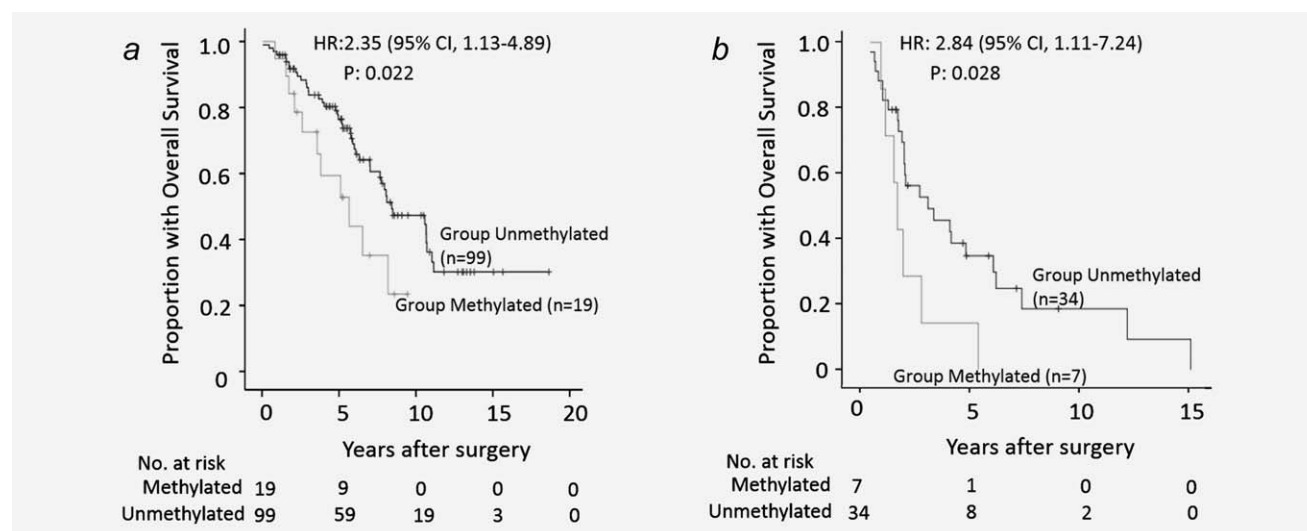 a
HR:2.35 (95% CI, 1.13-4.89)
P: 0.022
Proportion with Overall Survival
1.0
0.8
0.6
0.4
0.2
0
Group Unmethylated
(n=99)
Group Methylated (n=19)
0 5 10 15 20
Years after surgery
No. at risk
Methylated 19 9 0 0 0
Unmethylated 99 59 19 3 0
b
HR: 2.84 (95% CI, 1.11-7.24)
P: 0.028
Proportion with Overall Survival
1.0
0.8
0.6
0.4
0.2
0
Group Unmethylated
(n=34)
Group Methylated (n=7)
0 5 10 15
Years after surgery
No. at risk
Methylated 7 1 0 0
Unmethylated 34 8 2 0